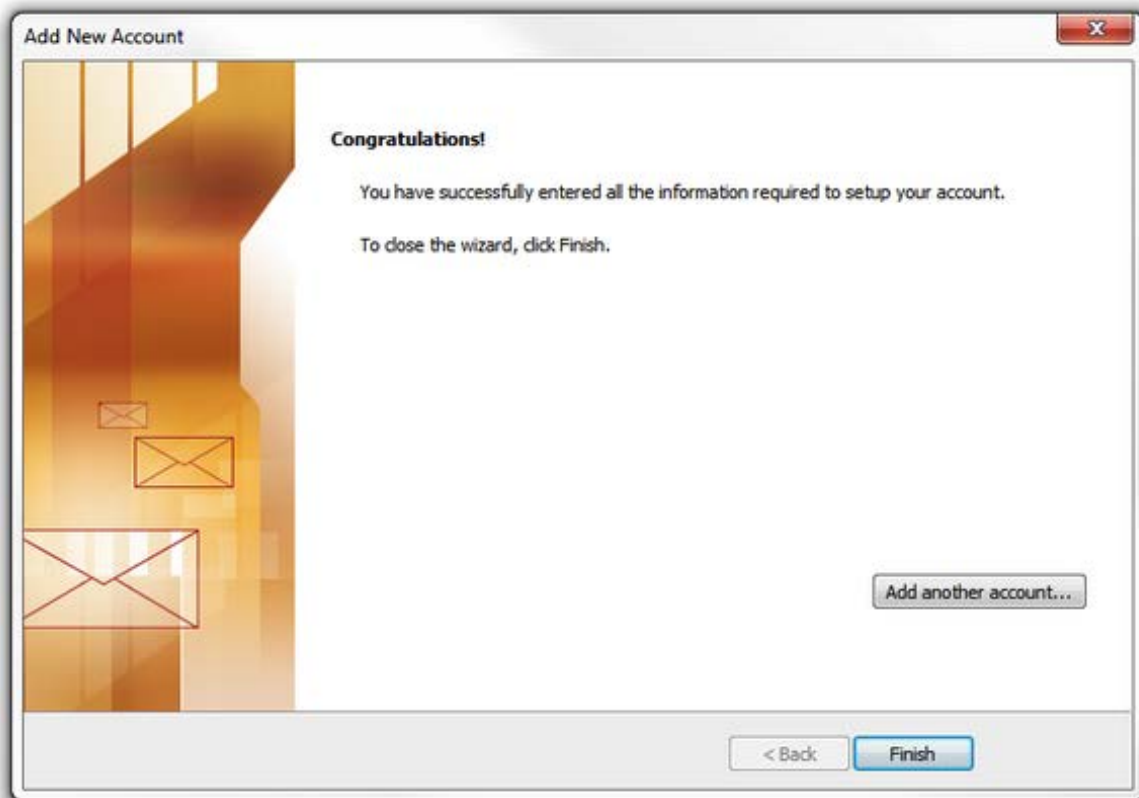 Add New Account
Congratulations!
You have successfully entered all the information required to setup your account.
To close the wizard, click Finish.
Add another account...
< Back
Finish